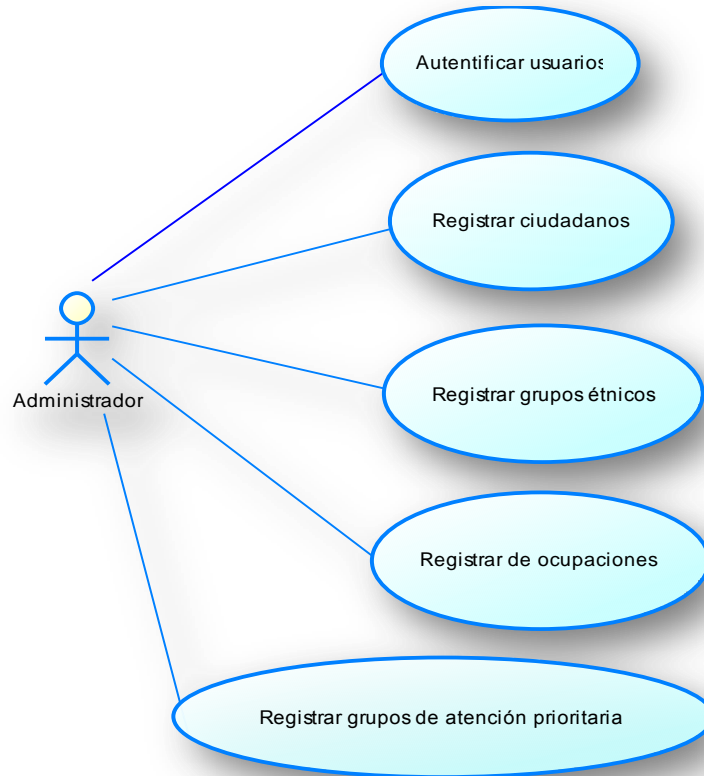 Autentificar usuarios
Registrar ciudadanos
Registrar grupos étnicos
Administrador
Registrar de ocupaciones
Registrar grupos de atención prioritaria